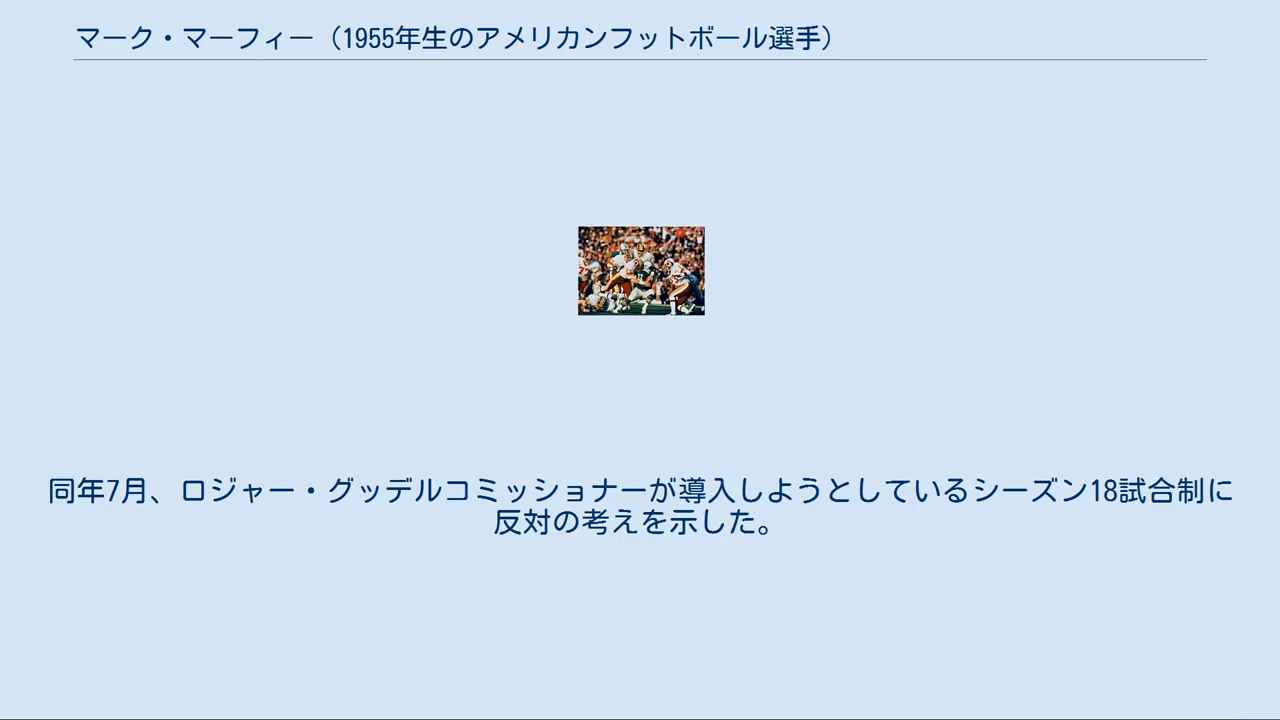 マーク・マーフィー（1955年生のアメリカンフットボール選手）
同年7月、ロジャー・グッデルコミッショナーが導入しようとしているシーズン18試合制に
反対の考えを示した。